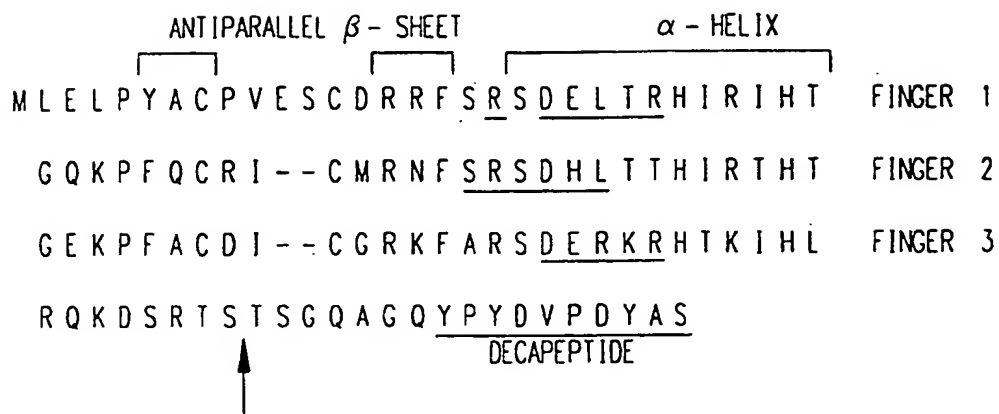 ANTIPARALLEL β - SHEET α - HELIX
M L E L P Y A C P V E S C D R R F S R S D E L T R H I R I H T FINGER 1
G Q K P F Q C R I - - C M R N F S R S D H L T T H I R T H T FINGER 2
G E K P F A C D I - - C G R K F A R S D E R K R H T K I H L FINGER 3
R Q K D S R T S T S G Q A G Q Y P Y D V P D Y A S
DECAPEPTIDE